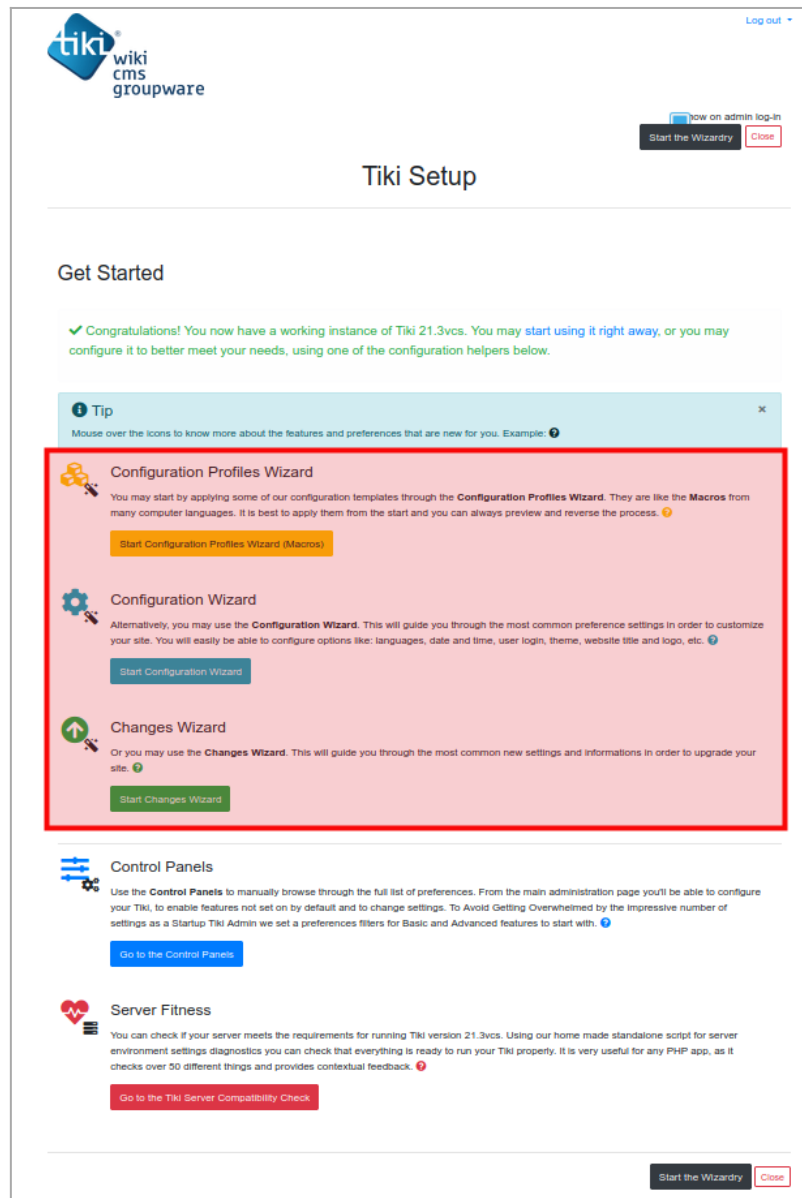 Log out
tiki
wiki
cms
groupware
how on admin log-in
Start the Wizardry Close
Tiki Setup
Get Started
Congratulations! You now have a working instance of Tiki 21.3vcs. You may start using it right away, or you may
configure it to better meet your needs, using one of the configuration helpers below.
Tip ×
Mouse over the icons to know more about the features and preferences that are new for you. Example:
Configuration Profiles Wizard
You may start by applying some of our configuration templates through the Configuration Profiles Wizard. They are like the Macros from
many computer languages. It is best to apply them from the start and you can always preview and reverse the process.
Start Configuration Profiles Wizard (Macros)
Configuration Wizard
Alternatively, you may use the Configuration Wizard. This will guide you through the most common preference settings in order to customize
your site. You will easily be able to configure options like: languages, date and time, user login, theme, website title and logo, etc.
Start Configuration Wizard
Changes Wizard
Or you may use the Changes Wizard. This will guide you through the most common new settings and informations in order to upgrade your
site.
Start Changes Wizard
Control Panels
Use the Control Panels to manually browse through the full list of preferences. From the main administration page you'll be able to configure
your Tiki, to enable features not set on by default and to change settings. To Avoid Getting Overwhelmed by the Impressive number of
settings as a Startup Tiki Admin we set a preferences filters for Basic and Advanced features to start with.
Go to the Control Panels
Server Fitness
You can check if your server meets the requirements for running Tiki version 21.3vcs. Using our home made standalone script for server
environment settings diagnostics you can check that everything is ready to run your Tiki properly. It is very useful for any PHP app, as it
checks over 50 different things and provides contextual feedback.
Go to the Tiki Server Compatibility Check
Start the Wizardry Close